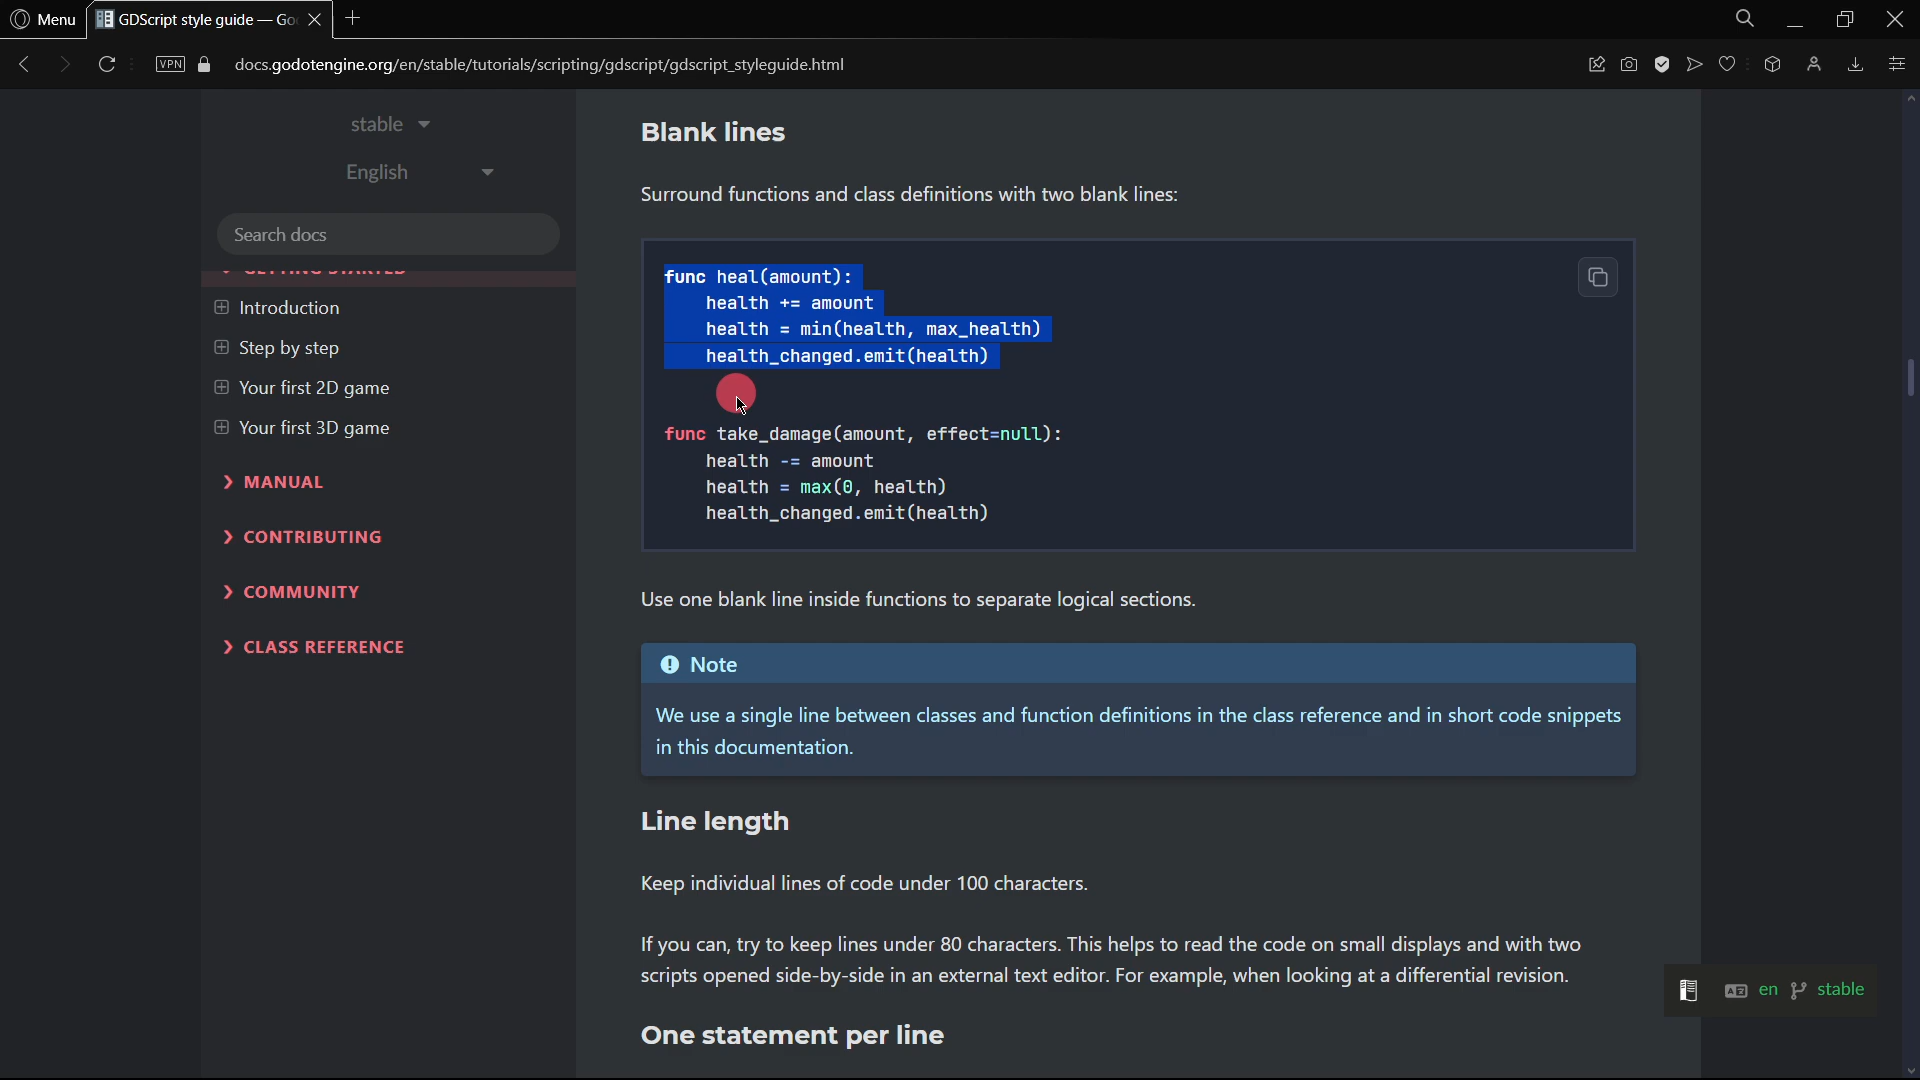 Menu
GDScript style guide — Go
VPN
docs.godotengine.org/en/stable/tutorials/scripting/gdscript/gdscript_styleguide.html
stable
English
Search docs
GETTING STARTED
Introduction
Step by step
Your first 2D game
Your first 3D game
MANUAL
CONTRIBUTING
COMMUNITY
CLASS REFERENCE
Blank lines
Surround functions and class definitions with two blank lines:
func heal(amount):
health += amount
health = min(health, max_health)
health_changed.emit(health)
func take_damage(amount, effect=null):
health -= amount
health = max(0, health)
health_changed.emit(health)
Use one blank line inside functions to separate logical sections.
Note
We use a single line between classes and function definitions in the class reference and in short code snippets
in this documentation.
Line length
Keep individual lines of code under 100 characters.
If you can, try to keep lines under 80 characters. This helps to read the code on small displays and with two
scripts opened side-by-side in an external text editor. For example, when looking at a differential revision.
One statement per line
en stable